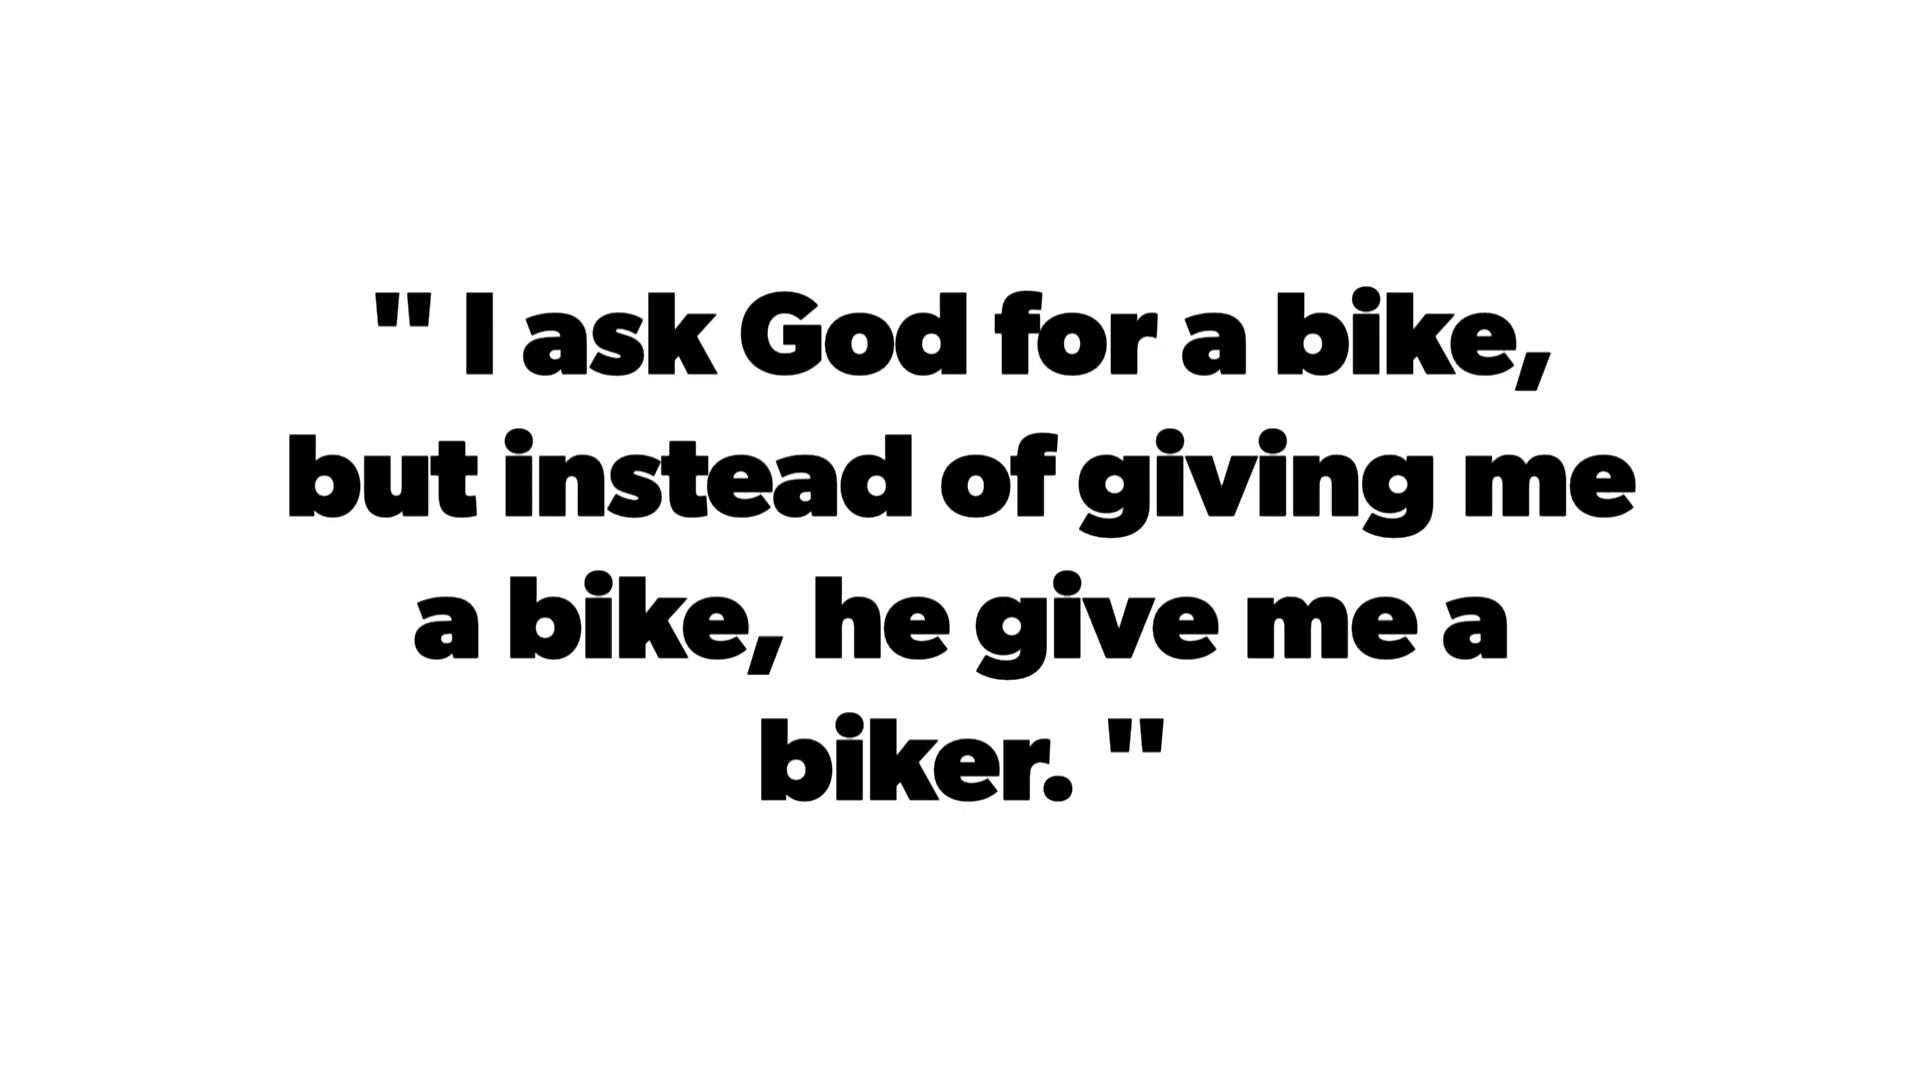 " I ask God for a bike,
but instead of giving me
a bike, he give me a
biker. "